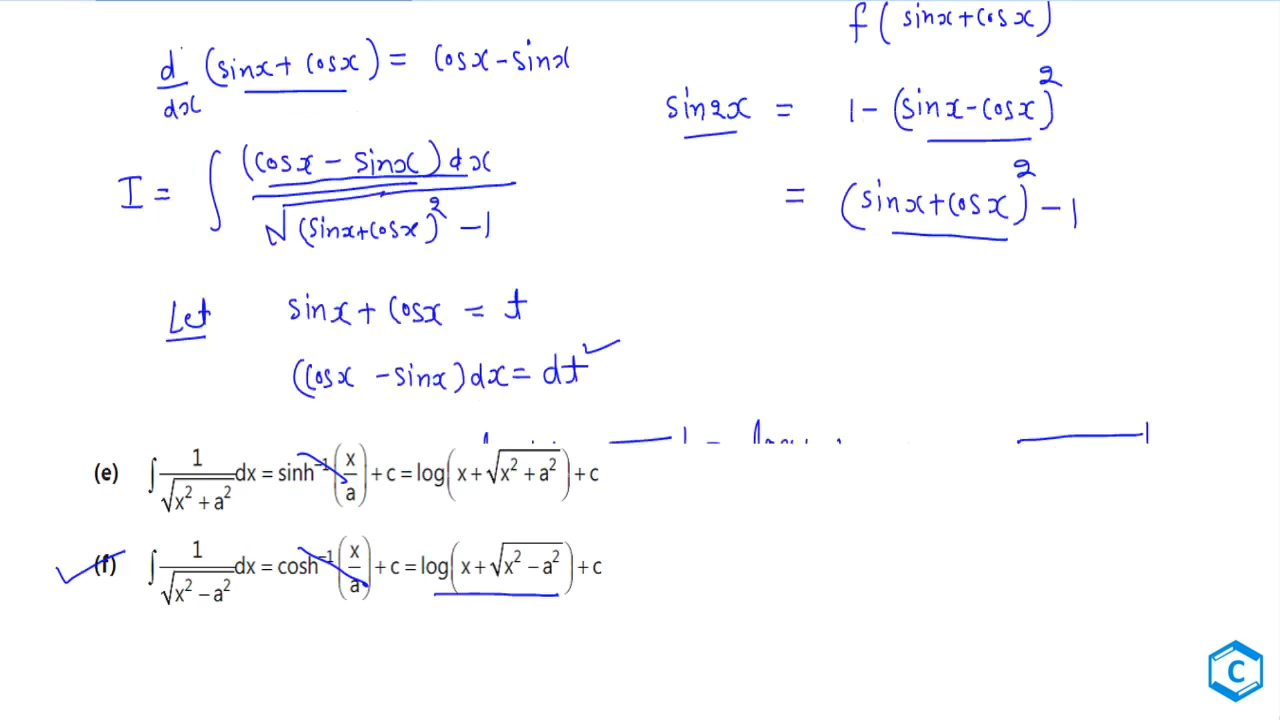 f(sinx+cosx)
d/dx (sinx+cosx) = cosx-sinx
sin2x = 1-(sinx-cosx)²
= (sinx+cosx)²-1
I = ∫ (cosx-sinx)dx / √(sinx+cosx)²-1
Let sinx+cosx = t
(cosx-sinx)dx = dt
(e) ∫ 1/√x²+a² dx = sinh⁻¹(x/a)+c = log(x+√x²+a²)+c
(f) ∫ 1/√x²-a² dx = cosh⁻¹(x/a)+c = log(x+√x²-a²)+c
C